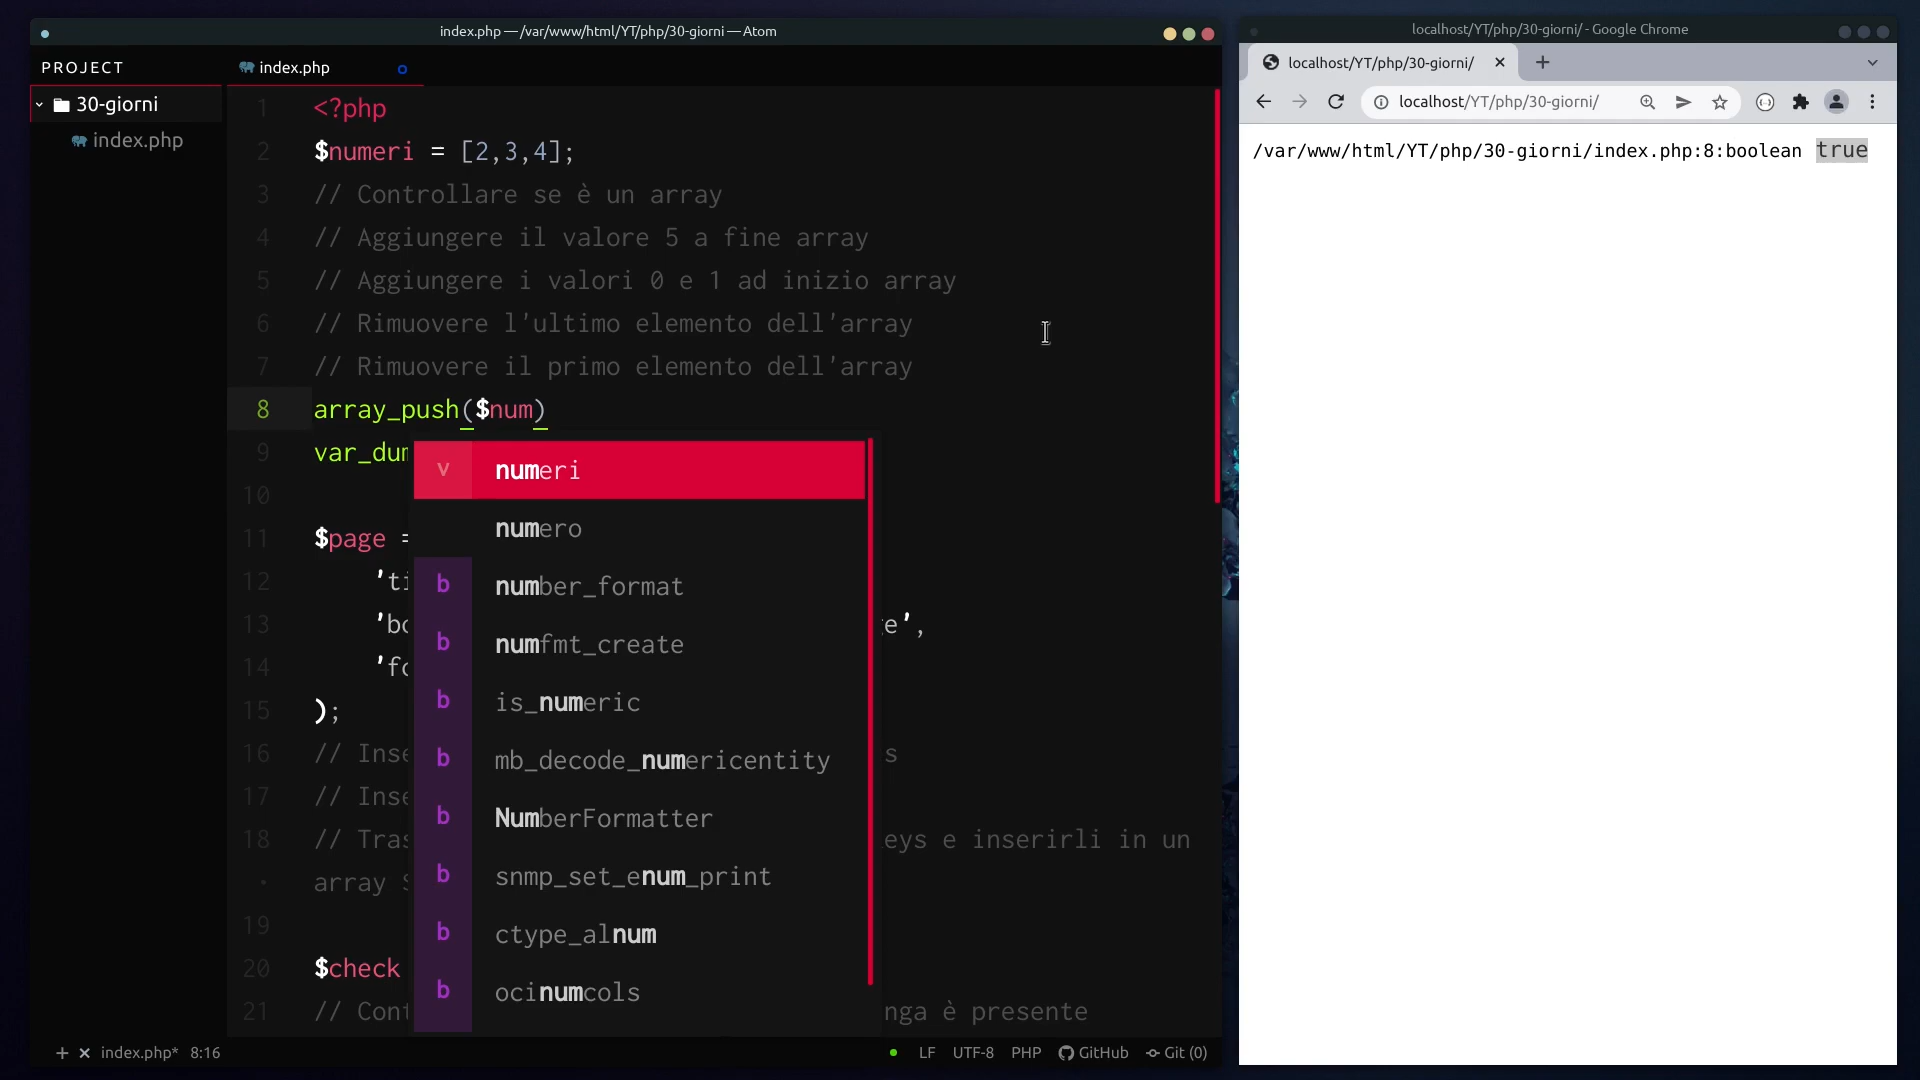 index.php — /var/www/html/YT/php/30-giorni — Atom
PROJECT
30-giorni
index.php
index.php
1 <?php
2 $numeri = [2,3,4];
3 // Controllare se è un array
4 // Aggiungere il valore 5 a fine array
5 // Aggiungere i valori 0 e 1 ad inizio array
6 // Rimuovere l'ultimo elemento dell'array
7 // Rimuovere il primo elemento dell'array
8 array_push($num)
9 var_dum
10
11 $page =
12 'ti
13 'bo e',
14 'fo
15 );
16 // Inse s
17 // Inse
18 // Tras eys e inserirli in un
array $
19
20 $check
21 // Cont nga è presente
v numeri
numero
b number_format
b numfmt_create
b is_numeric
b mb_decode_numericentity
b NumberFormatter
b snmp_set_enum_print
b ctype_alnum
b ocinumcols
index.php* 8:16
LF UTF-8 PHP GitHub Git (0)
localhost/YT/php/30-giorni/ - Google Chrome
localhost/YT/php/30-giorni/
localhost/YT/php/30-giorni/
/var/www/html/YT/php/30-giorni/index.php:8:boolean true